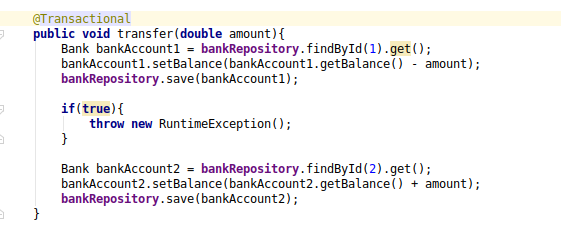 @Transactional
public void transfer(double amount){
    Bank bankAccount1 = bankRepository.findById(1).get();
    bankAccount1.setBalance(bankAccount1.getBalance() - amount);
    bankRepository.save(bankAccount1);

    if(true){
        throw new RuntimeException();
    }

    Bank bankAccount2 = bankRepository.findById(2).get();
    bankAccount2.setBalance(bankAccount2.getBalance() + amount);
    bankRepository.save(bankAccount2);
}